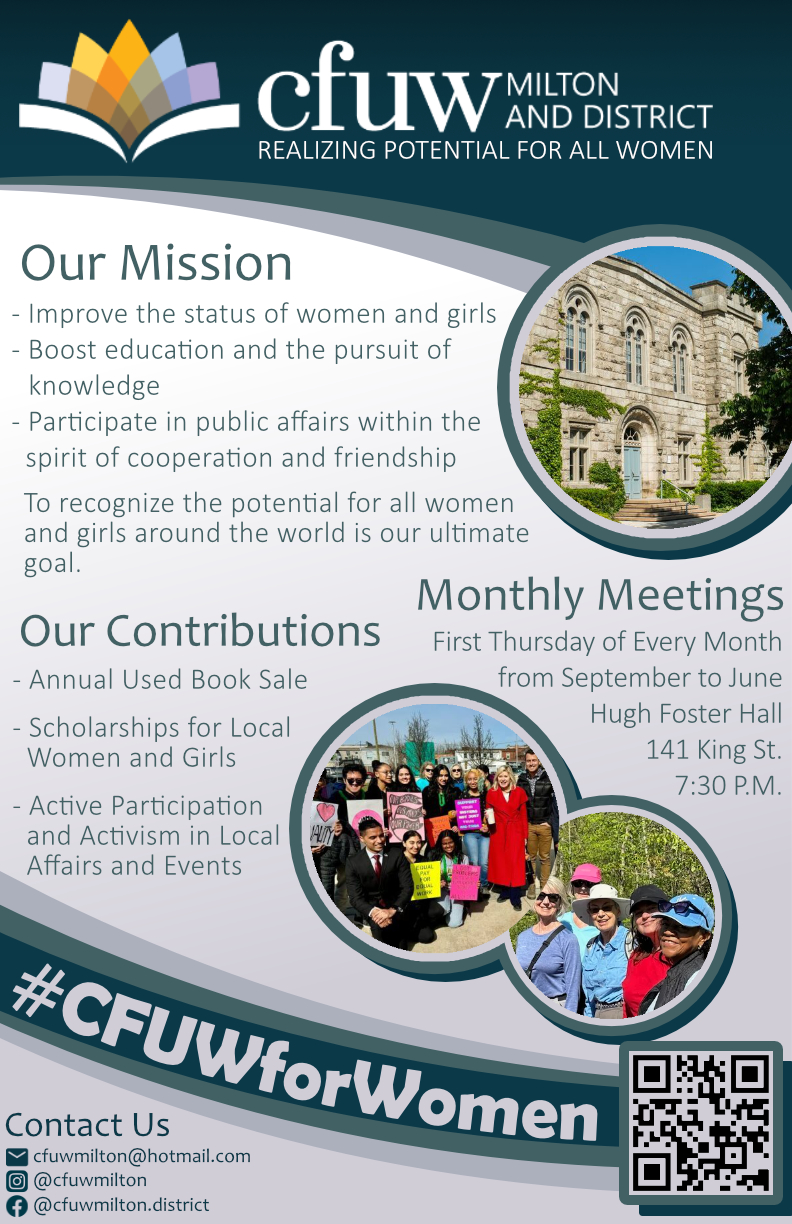 cfuw MILTON
AND DISTRICT
REALIZING POTENTIAL FOR ALL WOMEN
Our Mission
- Improve the status of women and girls
- Boost education and the pursuit of
knowledge
- Participate in public affairs within the
spirit of cooperation and friendship
To recognize the potential for all women
and girls around the world is our ultimate
goal.
Monthly Meetings
First Thursday of Every Month
from September to June
Hugh Foster Hall
141 King St.
7:30 P.M.
Our Contributions
- Annual Used Book Sale
- Scholarships for Local
Women and Girls
- Active Participation
and Activism in Local
Affairs and Events
EQUAL
PAY
FOR
EQUAL
WORK
#CFUWforWomen
Contact Us
cfuwmilton@hotmail.com
@cfuwmilton
@cfuwmilton.district